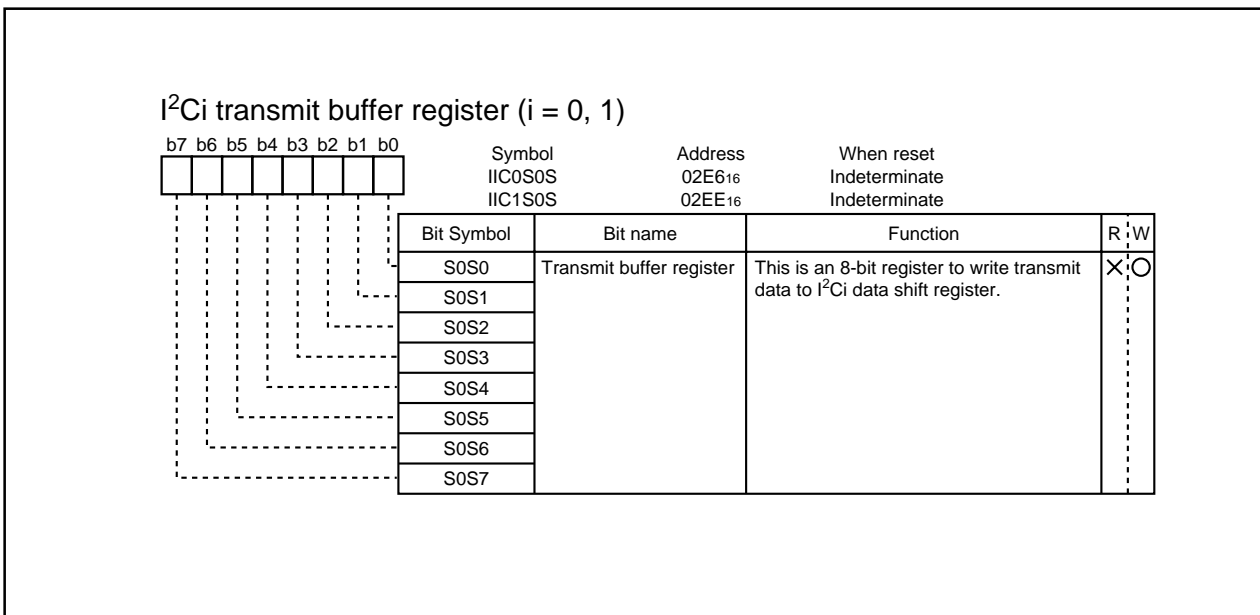 I²Ci transmit buffer register (i = 0, 1)
b7 b6 b5 b4 b3 b2 b1 b0
Symbol Address When reset
IIC0S0S 02E6₁₆ Indeterminate
IIC1S0S 02EE₁₆ Indeterminate
Bit Symbol Bit name Function R W
S0S0 Transmit buffer register This is an 8-bit register to write transmit ✕ ○
data to I²Ci data shift register.
S0S1
S0S2
S0S3
S0S4
S0S5
S0S6
S0S7